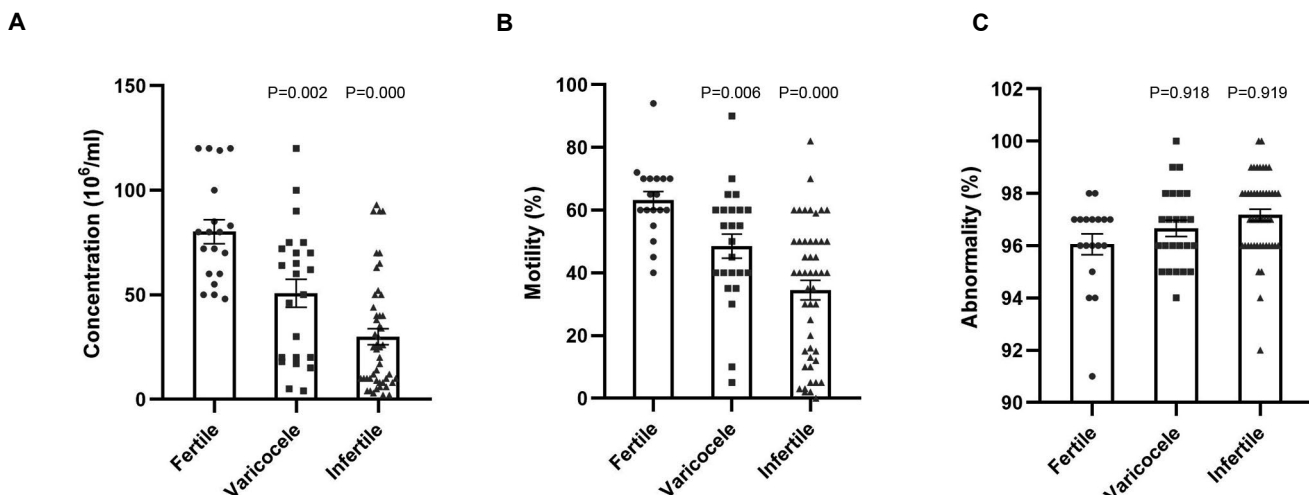 A
B
C
P=0.002 P=0.000
Concentration (10⁶/ml)
150
100
50
0
Fertile
Varicocele
Infertile
P=0.006 P=0.000
Motility (%)
100
80
60
40
20
0
Fertile
Varicocele
Infertile
P=0.918 P=0.919
Abnormality (%)
102
100
98
96
94
92
90
Fertile
Varicocele
Infertile